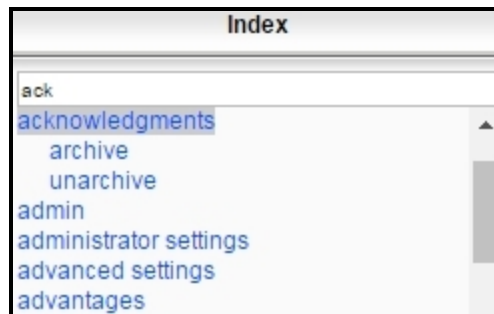 Index
ack
acknowledgments
archive
unarchive
admin
administrator settings
advanced settings
advantages